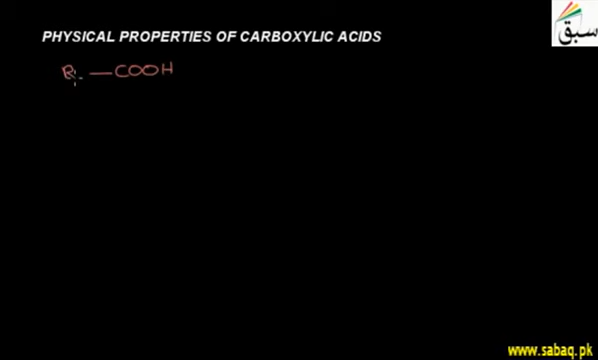 PHYSICAL PROPERTIES OF CARBOXYLIC ACIDS
سبق
R — COOH
www.sabaq.pk